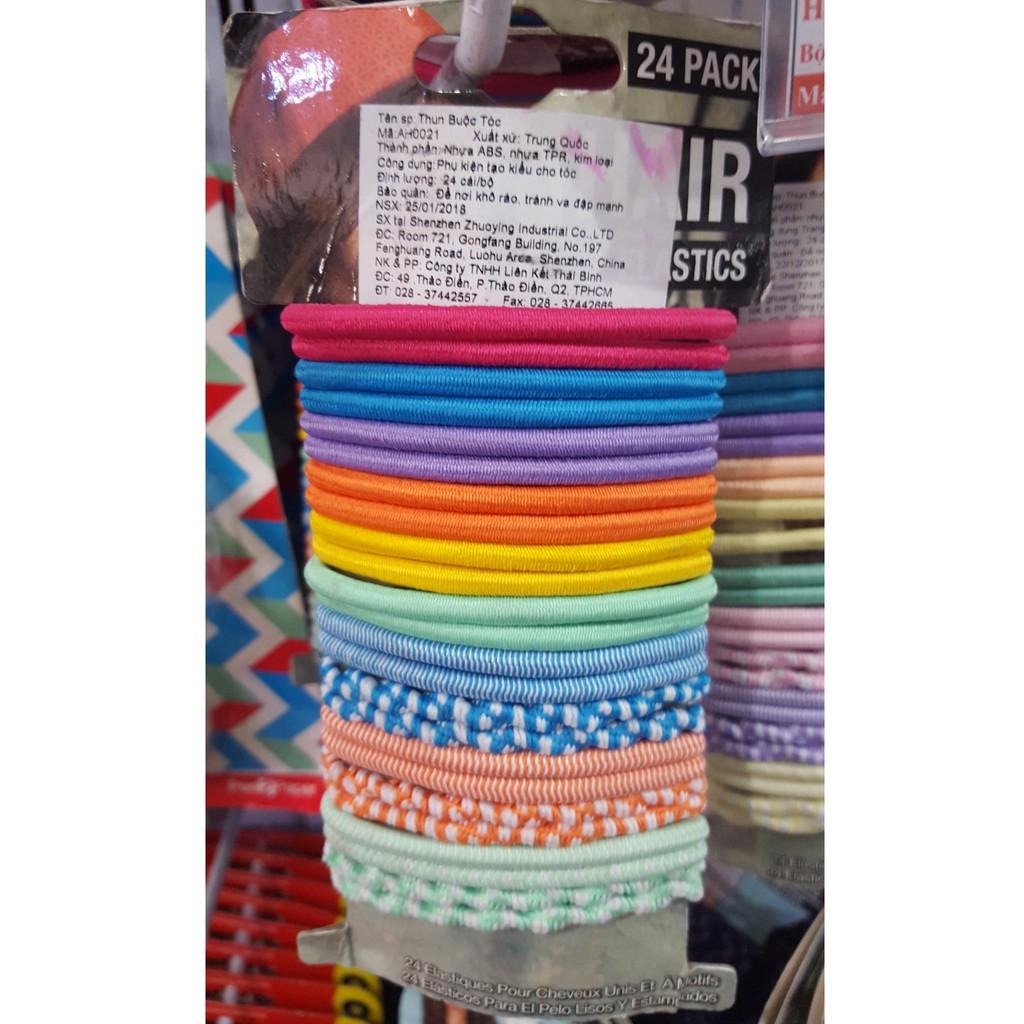 24 PACK
AIR
STICS
Tên sp: Thun Buộc Tóc
Mã:AH0021 Xuất xứ: Trung Quốc
Thành phần: Nhựa ABS, nhựa TPR, kim loại
Công dụng: Phụ kiện tạo kiểu cho tóc
Định lượng: 24 cái/bộ
Bảo quản: Để nơi khô ráo, tránh va đập mạnh
NSX: 25/01/2018
SX tại Shenzhen Zhuoying Industrial Co.,LTD
ĐC: Room 721, Gongfang Building, No.197
Fenghuang Road, Luohu Area, Shenzhen, China
NK & PP: Công ty TNHH Liên Kết Thái Bình
ĐC: 49 .Thảo Điền, P.Thảo Điền, Q2, TPHCM
ĐT: 028 - 37442557 - Fax: 028 - 37442665
24 Élastiques Pour Cheveux Unis Et À Motifs
24 Elásticos Para El Pelo Lisos Y Estampados
H
Bộ